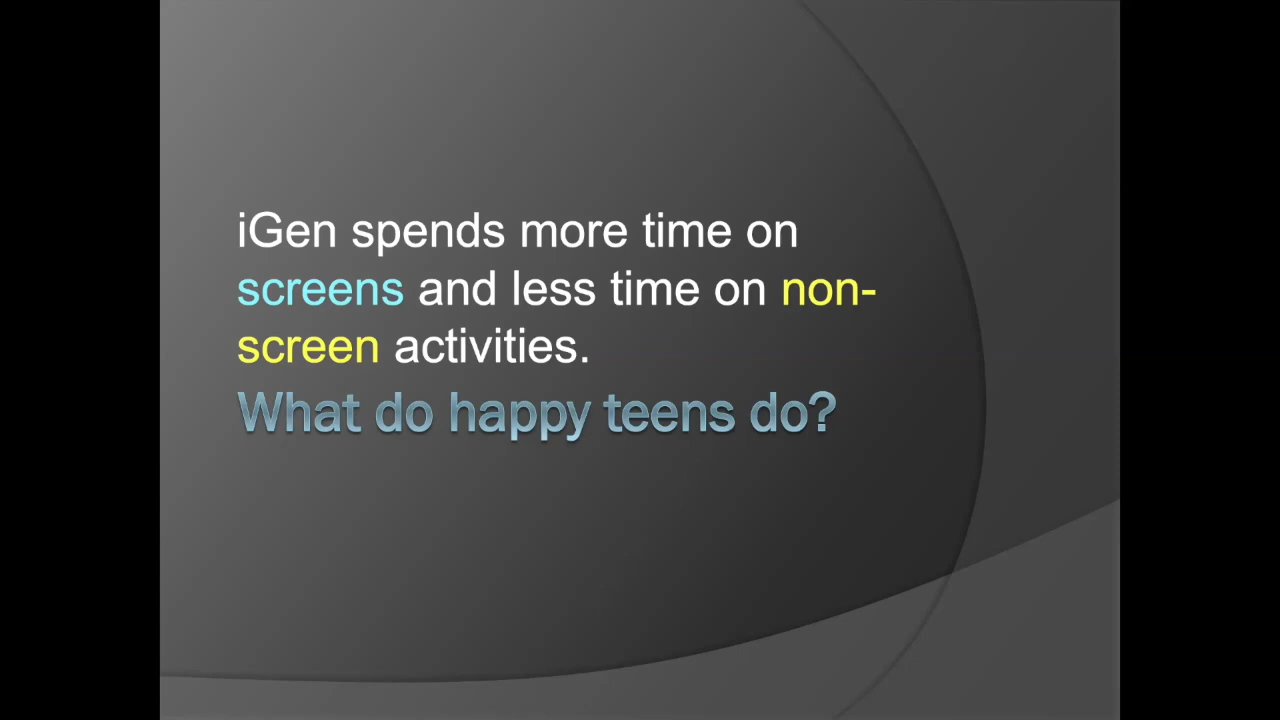 iGen spends more time on
screens and less time on non-
screen activities.
What do happy teens do?